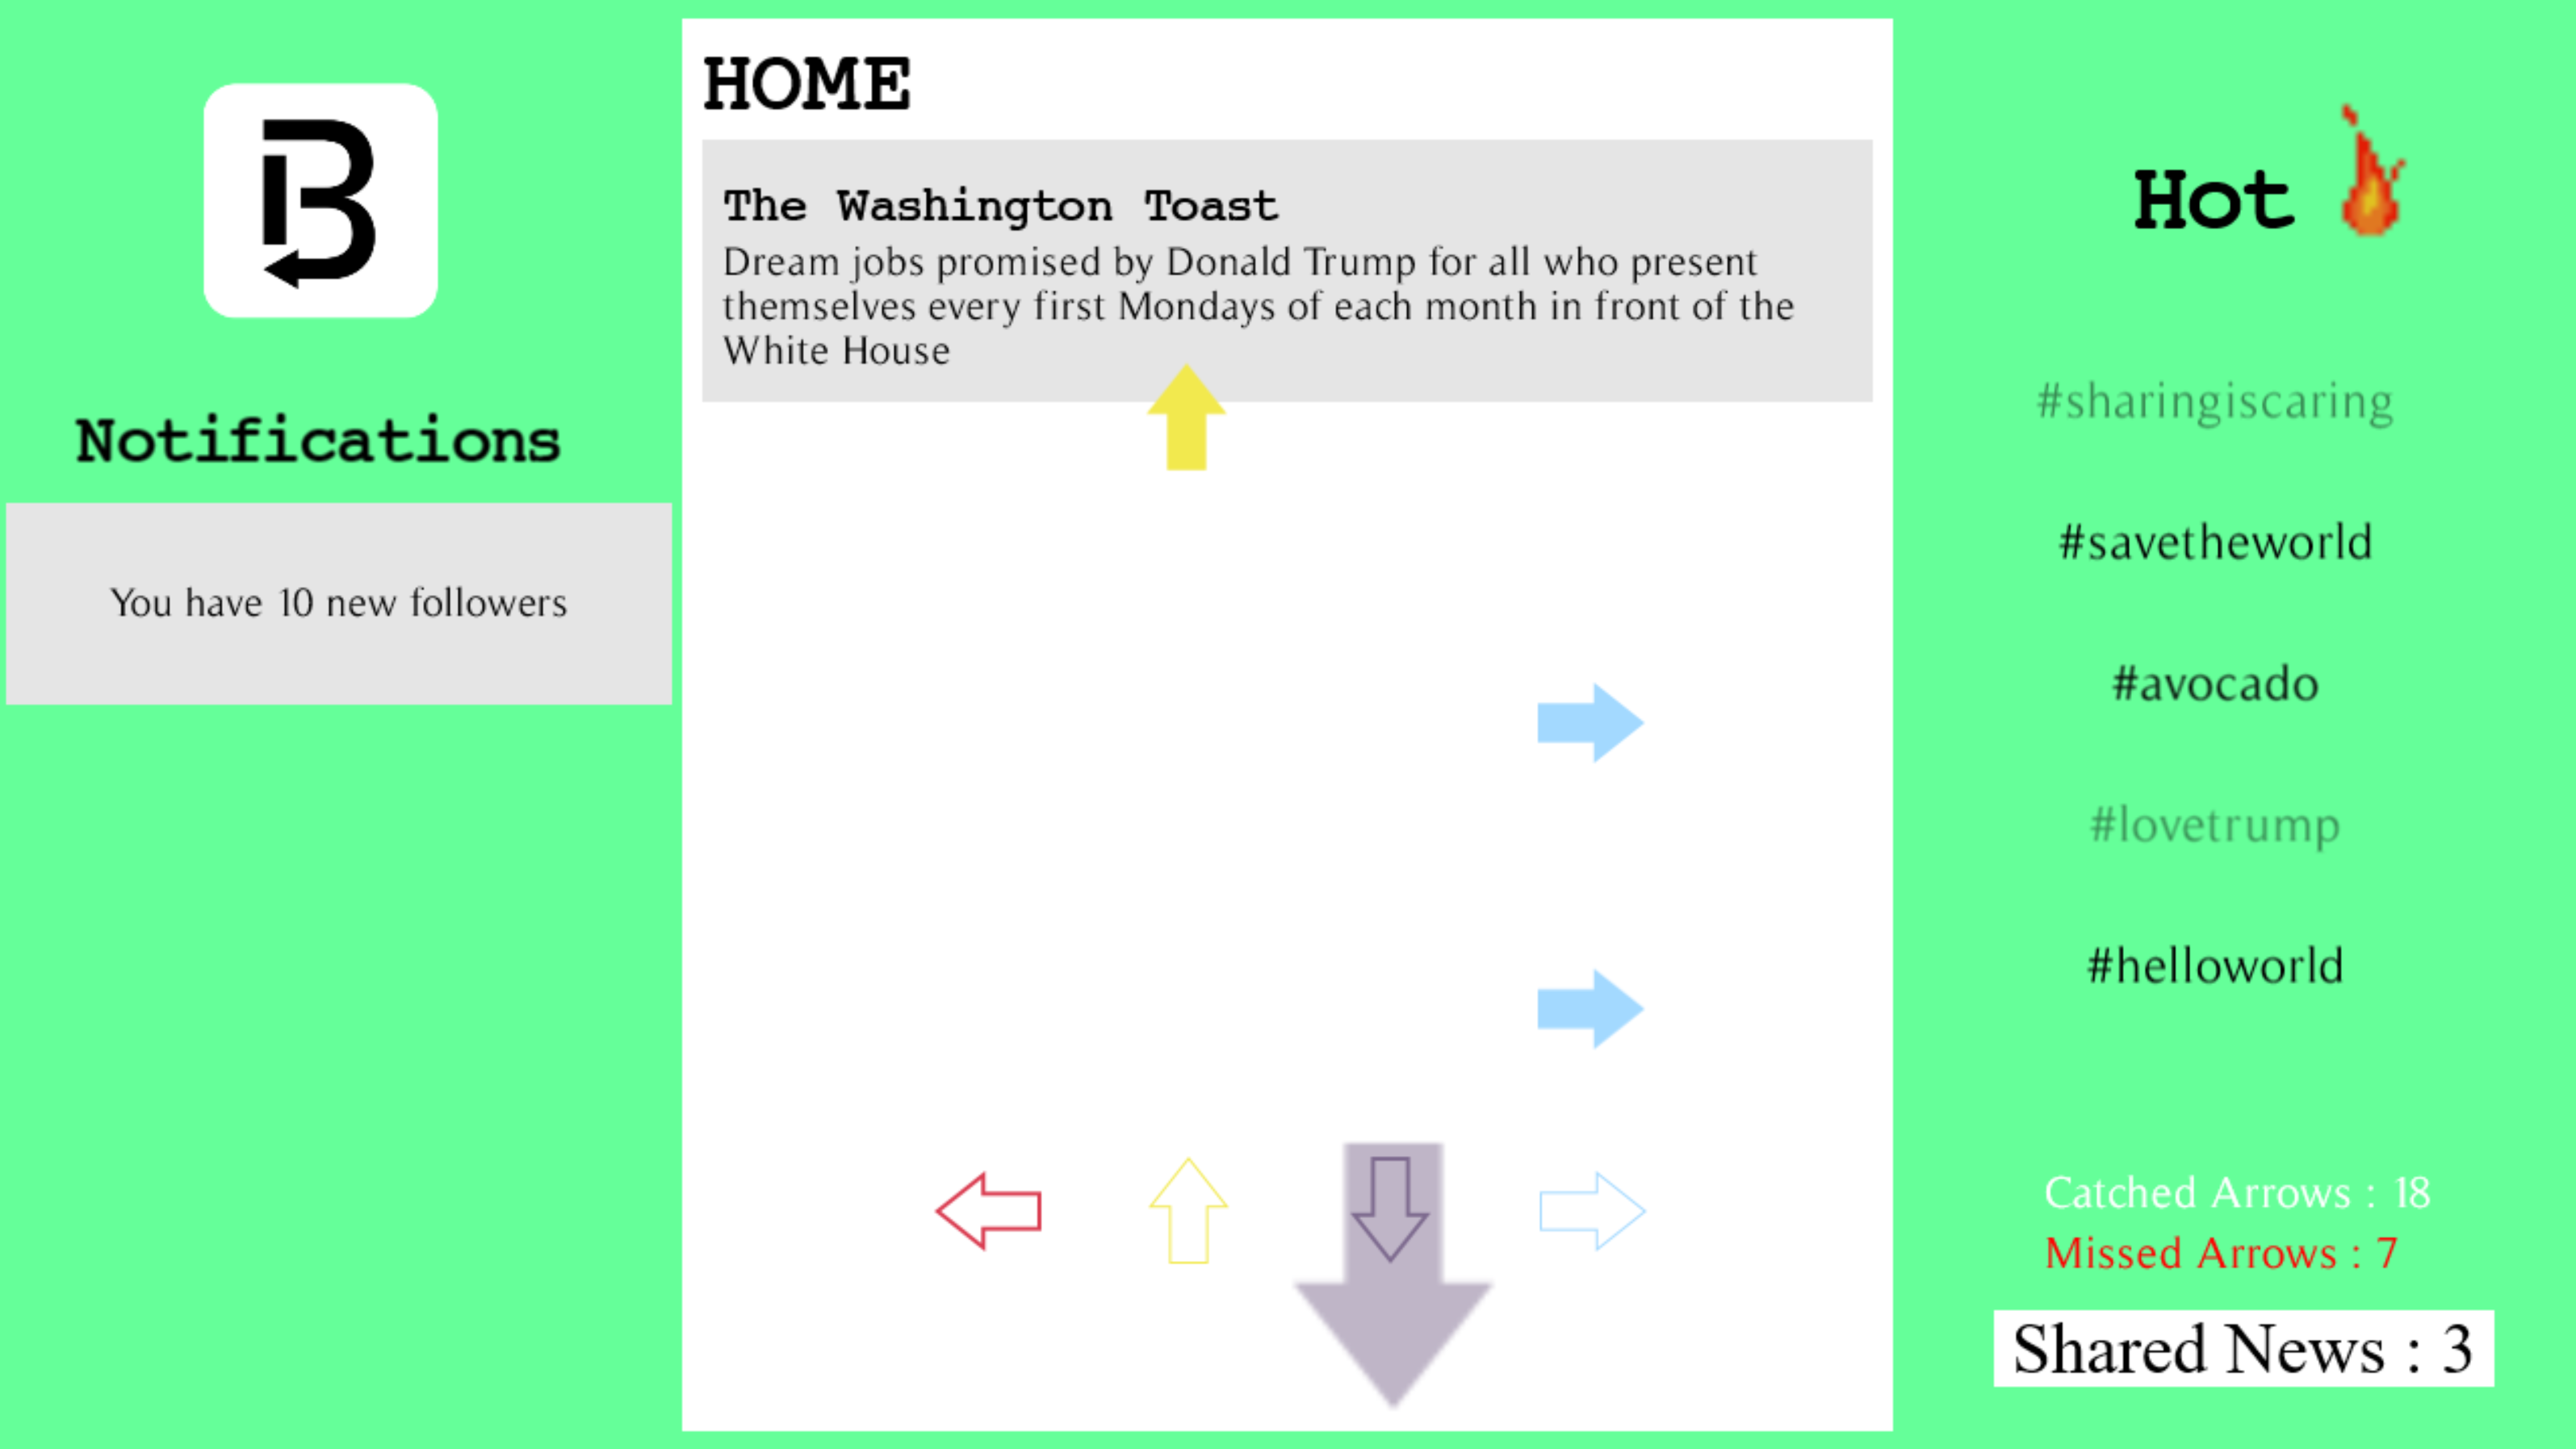 HOME
The Washington Toast
Dream jobs promised by Donald Trump for all who present
themselves every first Mondays of each month in front of the
White House
B
Notifications
You have 10 new followers
Hot
#sharingiscaring
#savetheworld
#avocado
#lovetrump
#helloworld
Catched Arrows : 18
Missed Arrows : 7
Shared News : 3